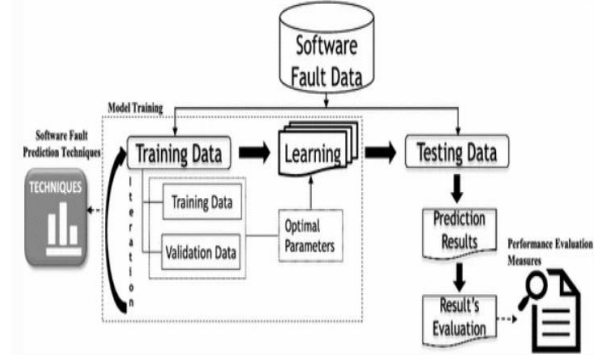 Software
Fault Data
Model Training
Software Fault
Prediction Techniques
TECHNIQUES
Training Data
Learning
Testing Data
Iteration
Training Data
Validation Data
Optimal
Parameters
Prediction
Results
Performance Evaluation
Measures
Result's
Evaluation